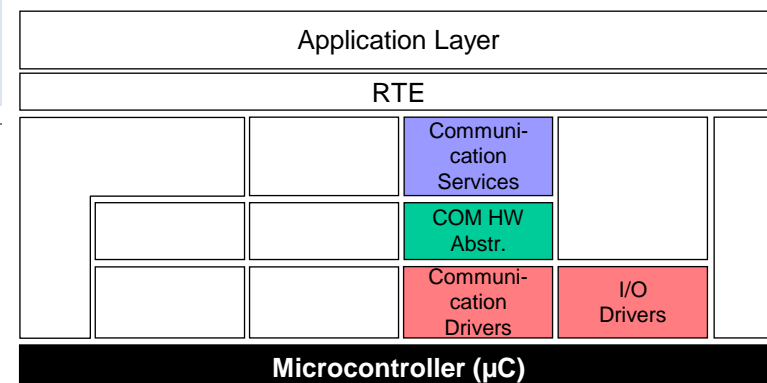 Application Layer
RTE
Communi-
cation
Services
COM HW
Abstr.
Communi-
cation
Drivers
I/O
Drivers
Microcontroller (µC)